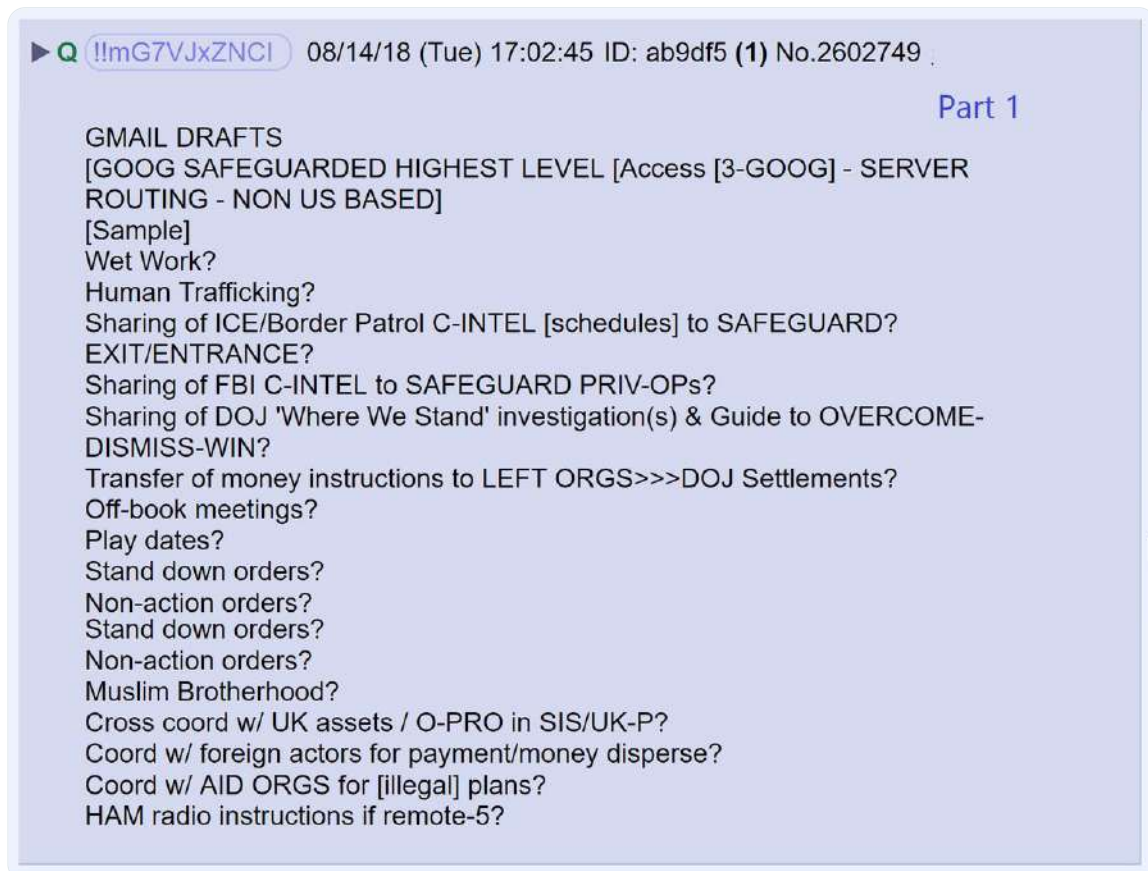 ▶ Q !!mG7VJxZNCI 08/14/18 (Tue) 17:02:45 ID: ab9df5 (1) No.2602749
Part 1
GMAIL DRAFTS
[GOOG SAFEGUARDED HIGHEST LEVEL [Access [3-GOOG] - SERVER
ROUTING - NON US BASED]
[Sample]
Wet Work?
Human Trafficking?
Sharing of ICE/Border Patrol C-INTEL [schedules] to SAFEGUARD?
EXIT/ENTRANCE?
Sharing of FBI C-INTEL to SAFEGUARD PRIV-OPs?
Sharing of DOJ 'Where We Stand' investigation(s) & Guide to OVERCOME-
DISMISS-WIN?
Transfer of money instructions to LEFT ORGS>>>DOJ Settlements?
Off-book meetings?
Play dates?
Stand down orders?
Non-action orders?
Stand down orders?
Non-action orders?
Muslim Brotherhood?
Cross coord w/ UK assets / O-PRO in SIS/UK-P?
Coord w/ foreign actors for payment/money disperse?
Coord w/ AID ORGS for [illegal] plans?
HAM radio instructions if remote-5?